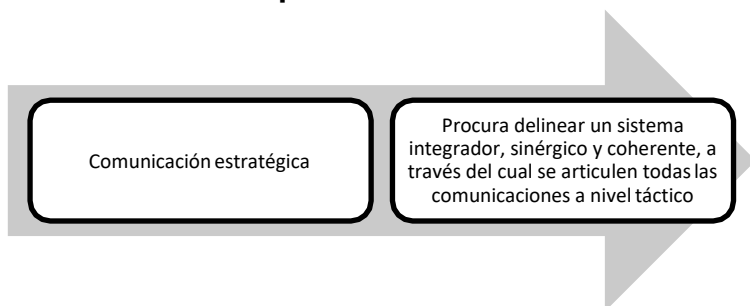 Comunicación estratégica
Procura delinear un sistema
integrador, sinérgico y coherente, a
través del cual se articulen todas las
comunicaciones a nivel táctico